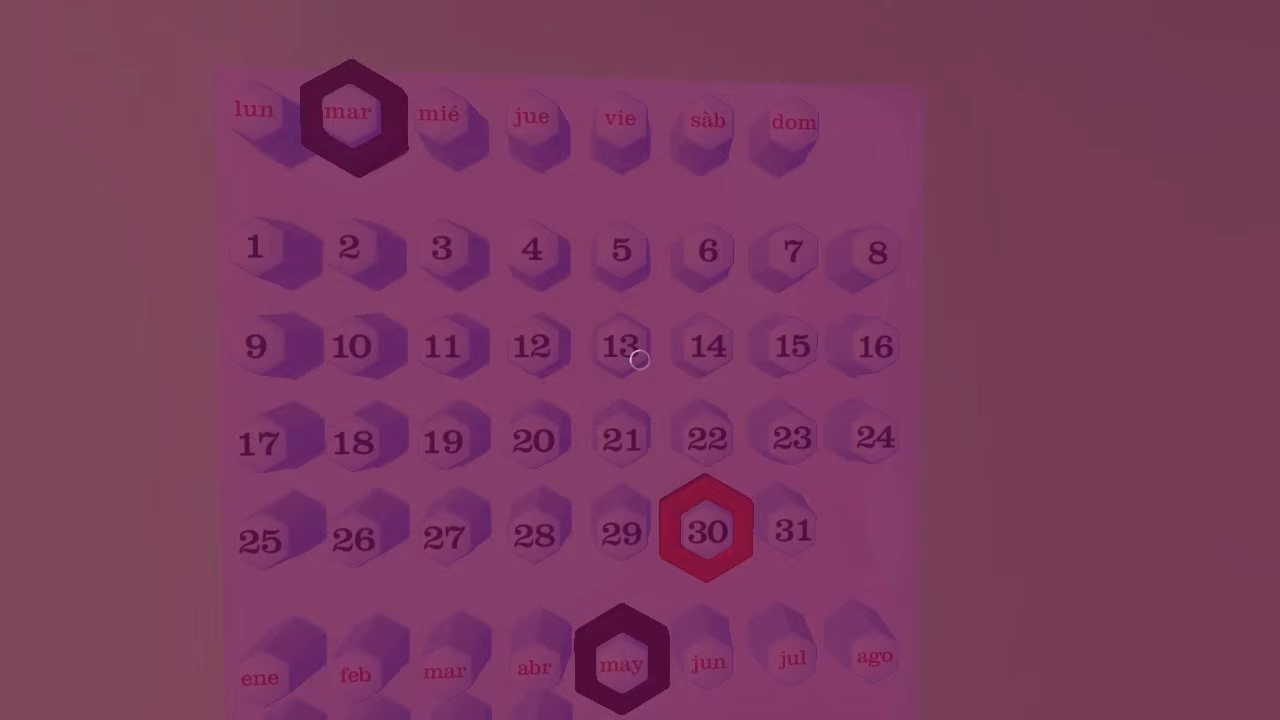 lun mar mié jue vie sàb dom
1 2 3 4 5 6 7 8
9 10 11 12 13 14 15 16
17 18 19 20 21 22 23 24
25 26 27 28 29 30 31
ene feb mar abr may jun jul ago